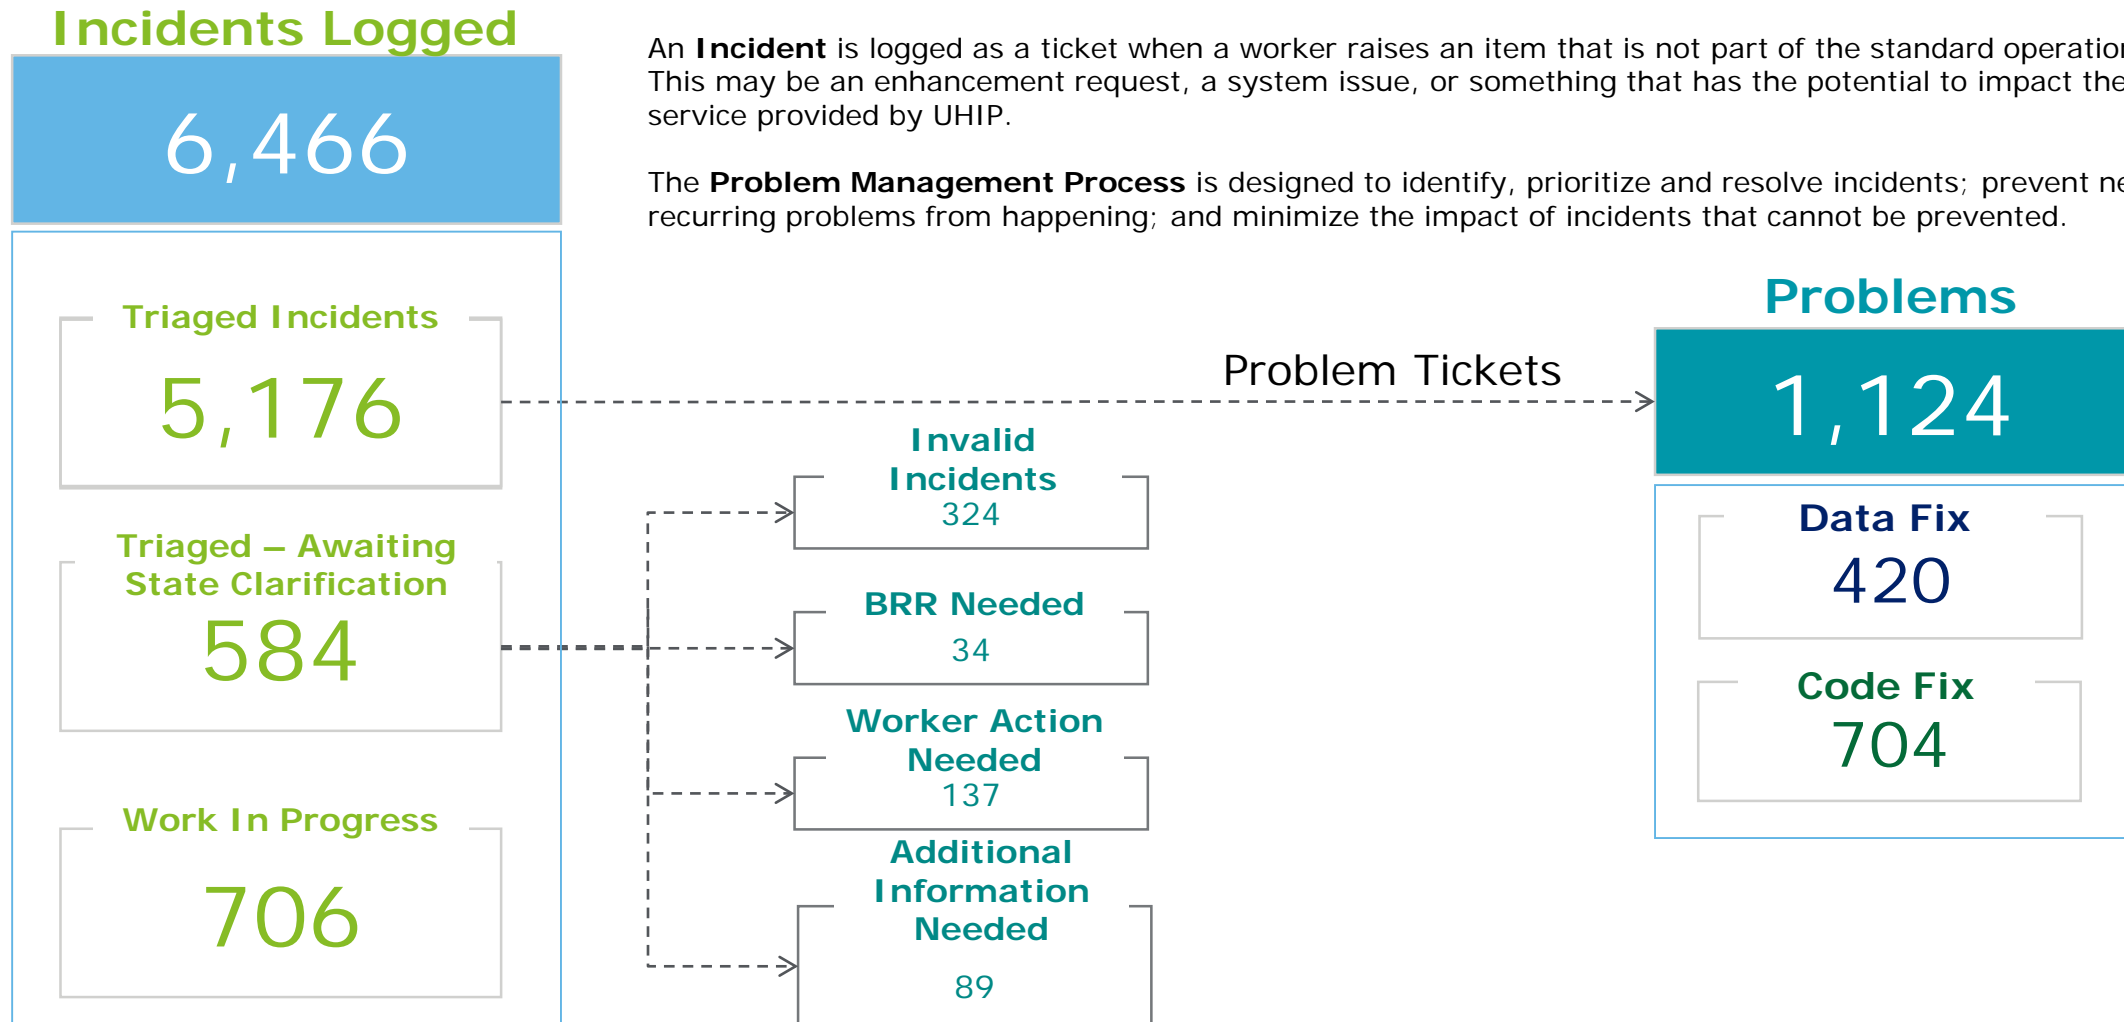 Incidents Logged
6,466
An Incident is logged as a ticket when a worker raises an item that is not part of the standard
This may be an enhancement request, a system issue, or something that has the potential to impact the
service provided by UHIP.
The Problem Management Process is designed to identify, prioritize and resolve incidents; prevent
recurring problems from happening; and minimize the impact of incidents that cannot be prevented.
Triaged Incidents
5,176
Triaged – Awaiting
State Clarification
584
Work In Progress
706
Problem Tickets
Invalid
Incidents
324
BRR Needed
34
Worker Action
Needed
137
Additional
Information
Needed
89
Problems
1,124
Data Fix
420
Code Fix
704